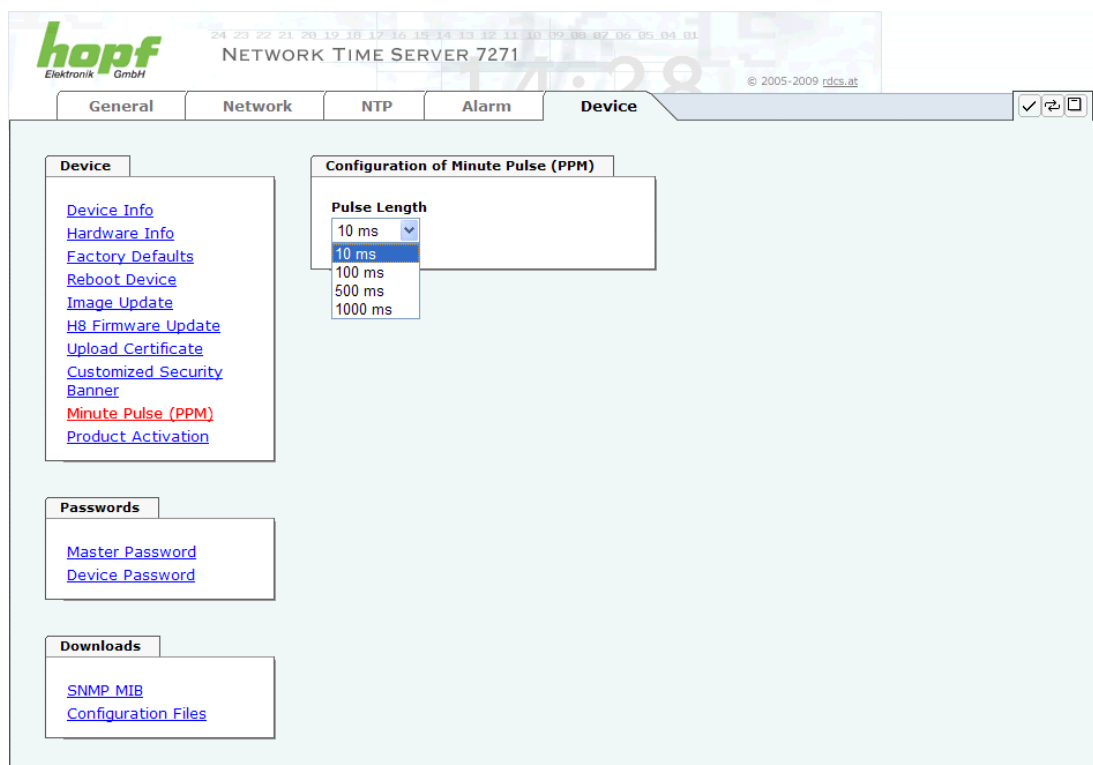 hopf
Elektronik GmbH
24 23 22 21 20 19 18 17 16 15 14 13 12 11 10 09 08 07 06 05 04 01
NETWORK TIME SERVER 7271
14:28
© 2005-2009 rdcs.at
General Network NTP Alarm Device
Device
Device Info
Hardware Info
Factory Defaults
Reboot Device
Image Update
H8 Firmware Update
Upload Certificate
Customized Security
Banner
Minute Pulse (PPM)
Product Activation
Configuration of Minute Pulse (PPM)
Pulse Length
10 ms
10 ms
100 ms
500 ms
1000 ms
Passwords
Master Password
Device Password
Downloads
SNMP MIB
Configuration Files